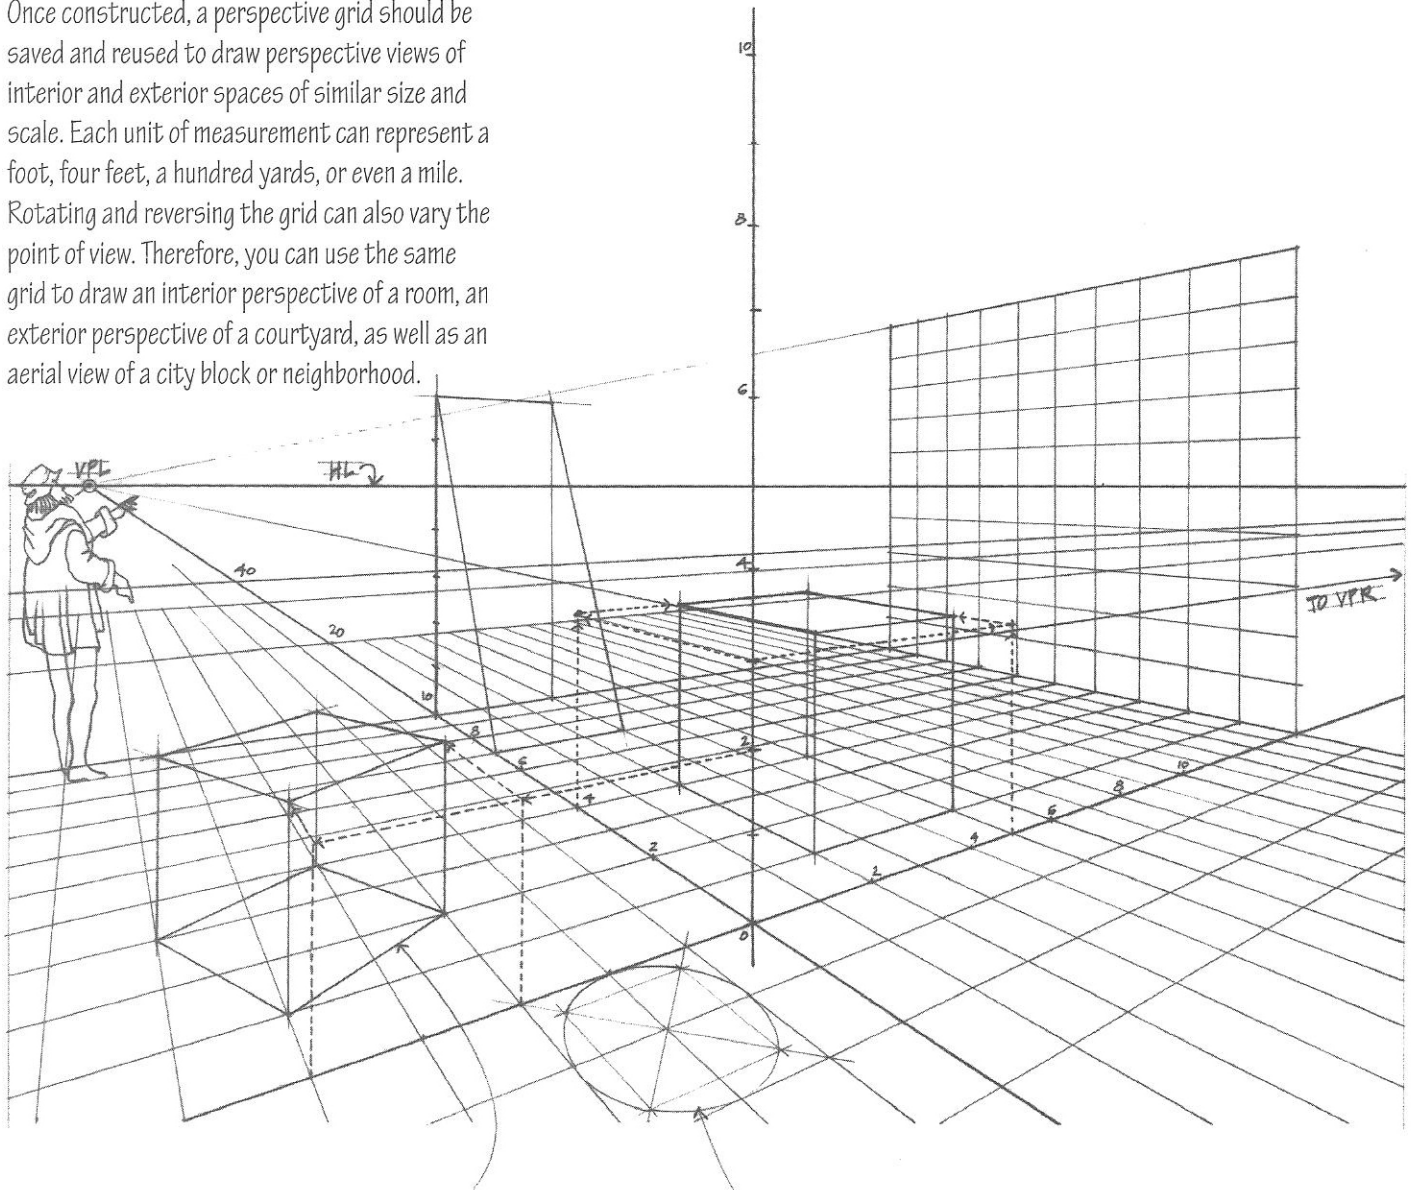 Once constructed, a perspective grid should be
saved and reused to draw perspective views of
interior and exterior spaces of similar size and
scale. Each unit of measurement can represent a
foot, four feet, a hundred yards, or even a mile.
Rotating and reversing the grid can also vary the
point of view. Therefore, you can use the same
grid to draw an interior perspective of a room, an
exterior perspective of a courtyard, as well as an
aerial view of a city block or neighborhood.
10
8
6
VPL
HL
4
40
TO VPR
20
10
8
2
6
10
4
8
6
4
2
2
0